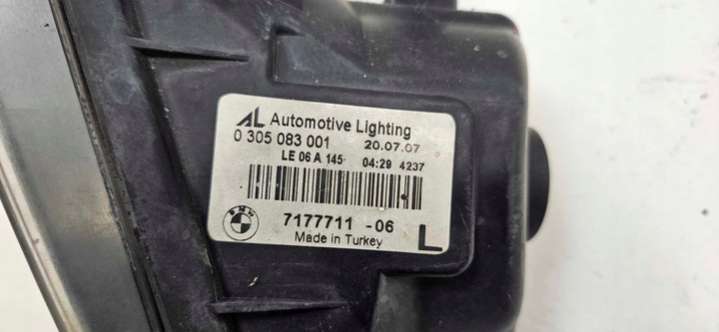 AL Automotive Lighting
0 305 083 001 20.07.07
LE 06 A 145 04:29 4237
BMW 7177711 -06 L
Made in Turkey